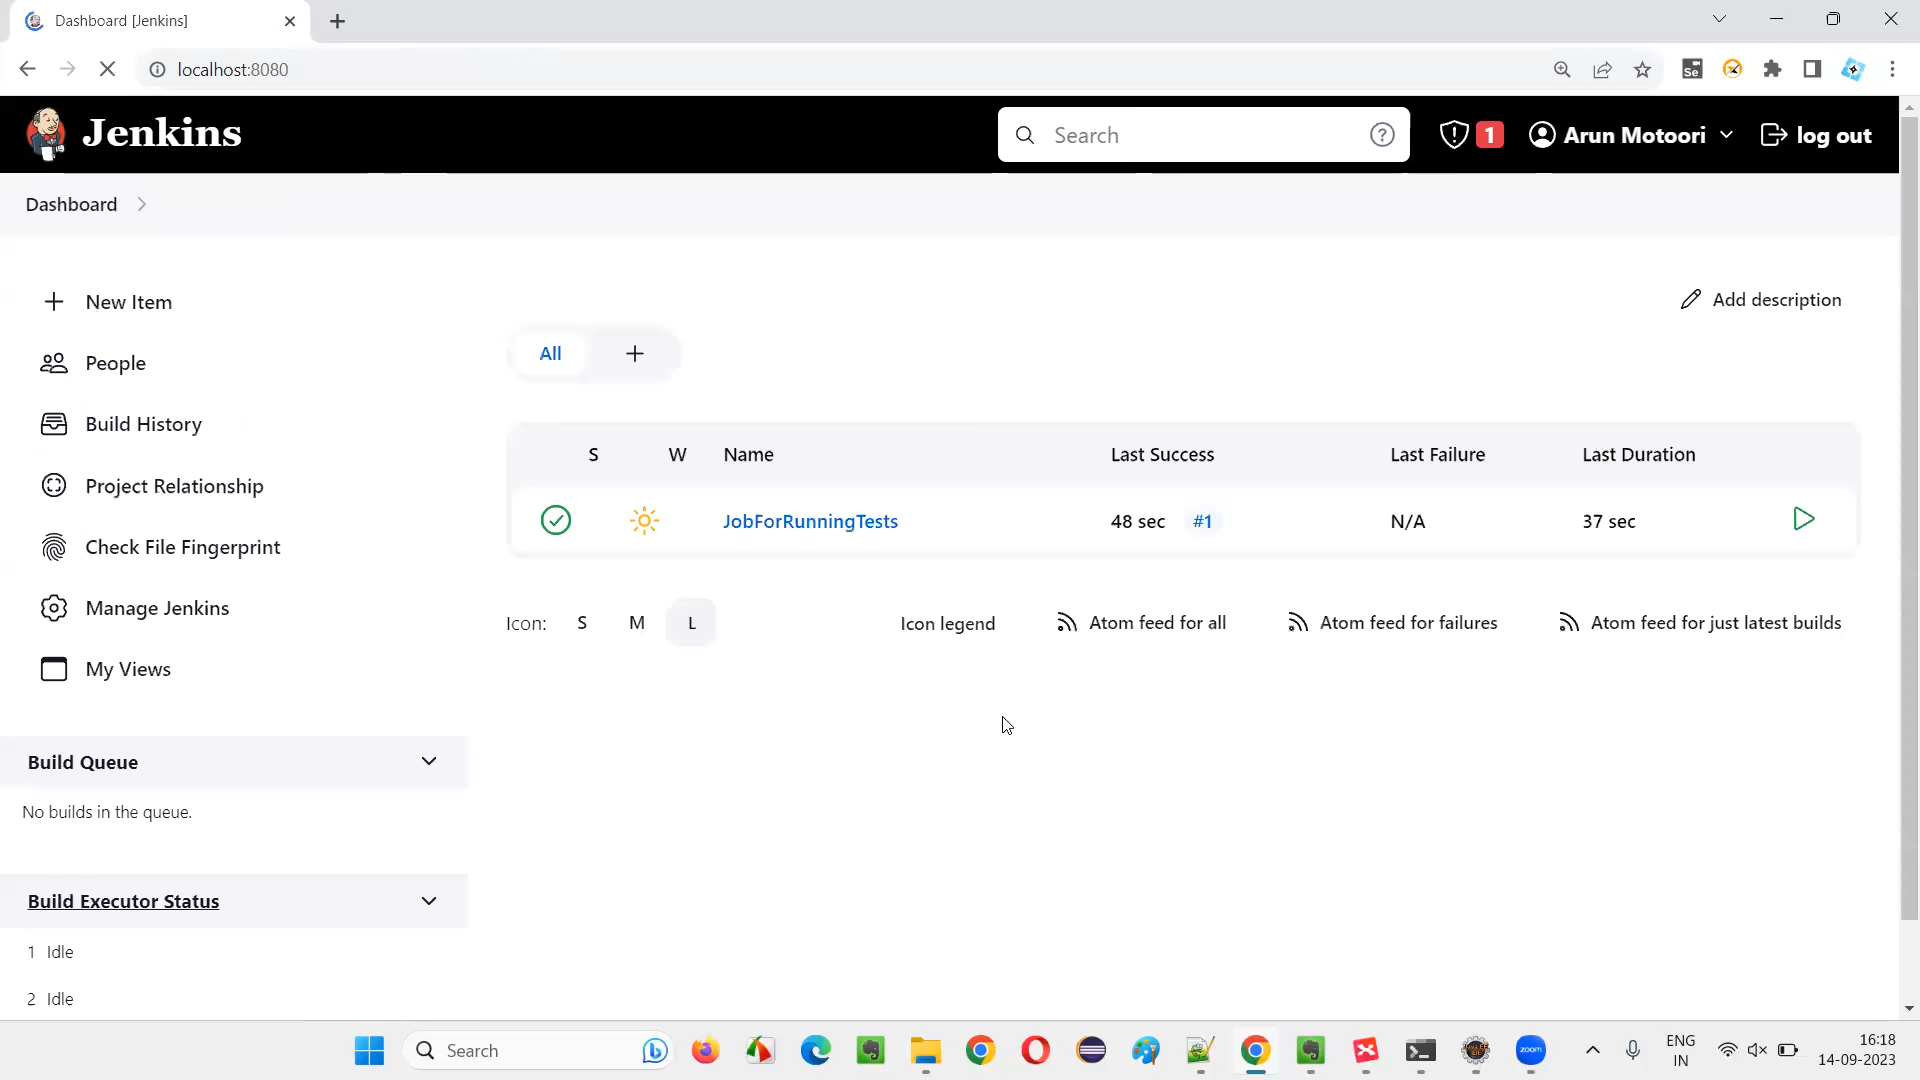 Dashboard [Jenkins]
localhost:8080
Se
Jenkins
Search
1
Arun Motoori
log out
Dashboard
New Item
People
Build History
Project Relationship
Check File Fingerprint
Manage Jenkins
My Views
Add description
All
S W Name Last Success Last Failure Last Duration
JobForRunningTests 48 sec #1 N/A 37 sec
Icon: S M L
Icon legend
Atom feed for all
Atom feed for failures
Atom feed for just latest builds
Build Queue
No builds in the queue.
Build Executor Status
1 Idle
2 Idle
Search
zoom
ENG
IN
16:18
14-09-2023